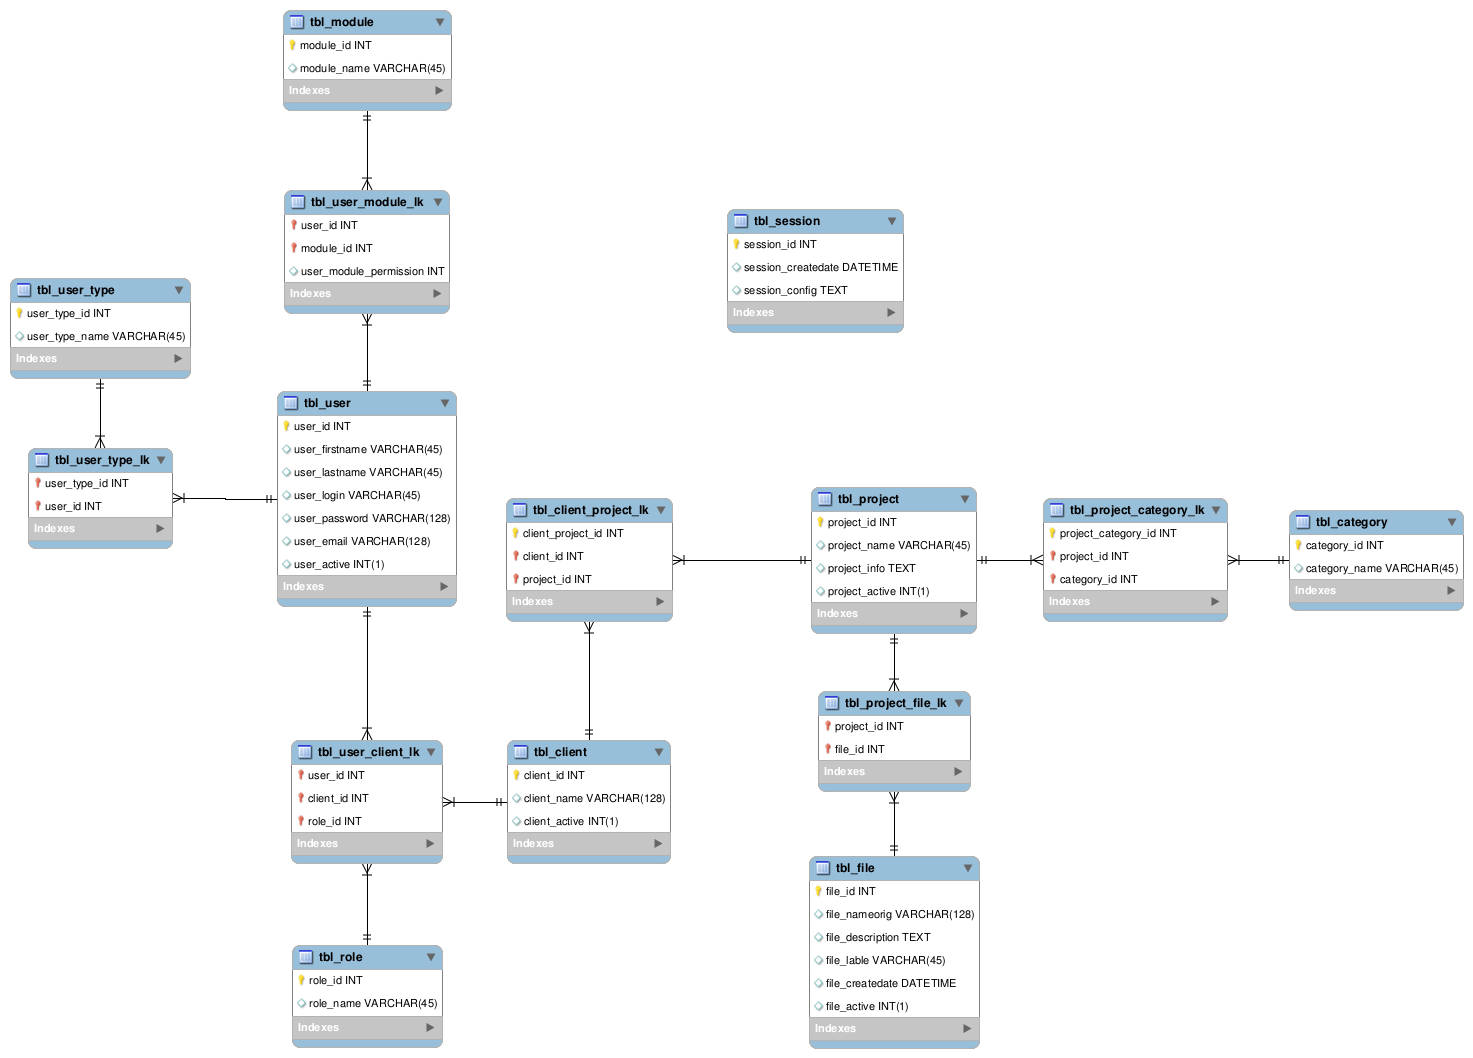 tbl_module
module_id INT
module_name VARCHAR(45)
Indexes
tbl_user_module_lk
user_id INT
module_id INT
user_module_permission INT
Indexes
tbl_session
session_id INT
session_createdate DATETIME
session_config TEXT
Indexes
tbl_user_type
user_type_id INT
user_type_name VARCHAR(45)
Indexes
tbl_user_type_lk
user_type_id INT
user_id INT
Indexes
tbl_user
user_id INT
user_firstname VARCHAR(45)
user_lastname VARCHAR(45)
user_login VARCHAR(45)
user_password VARCHAR(128)
user_email VARCHAR(128)
user_active INT(1)
Indexes
tbl_client_project_lk
client_project_id INT
client_id INT
project_id INT
Indexes
tbl_project
project_id INT
project_name VARCHAR(45)
project_info TEXT
project_active INT(1)
Indexes
tbl_project_category_lk
project_category_id INT
project_id INT
category_id INT
Indexes
tbl_category
category_id INT
category_name VARCHAR(45)
Indexes
tbl_project_file_lk
project_id INT
file_id INT
Indexes
tbl_user_client_lk
user_id INT
client_id INT
role_id INT
Indexes
tbl_client
client_id INT
client_name VARCHAR(128)
client_active INT(1)
Indexes
tbl_file
file_id INT
file_nameorig VARCHAR(128)
file_description TEXT
file_lable VARCHAR(45)
file_createdate DATETIME
file_active INT(1)
Indexes
tbl_role
role_id INT
role_name VARCHAR(45)
Indexes